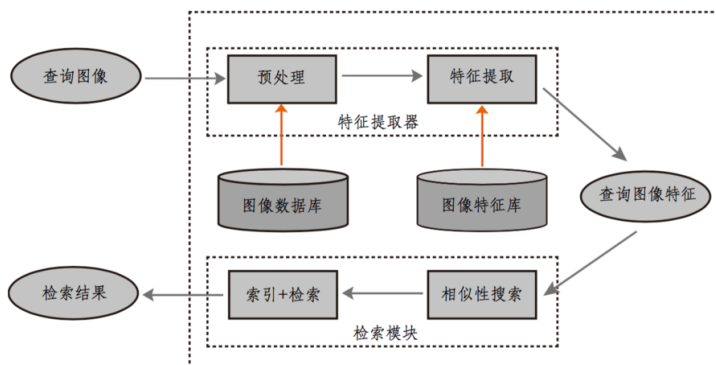 查询图像
预处理
特征提取
特征提取器
图像数据库
图像特征库
查询图像特征
检索结果
索引+检索
相似性搜索
检索模块